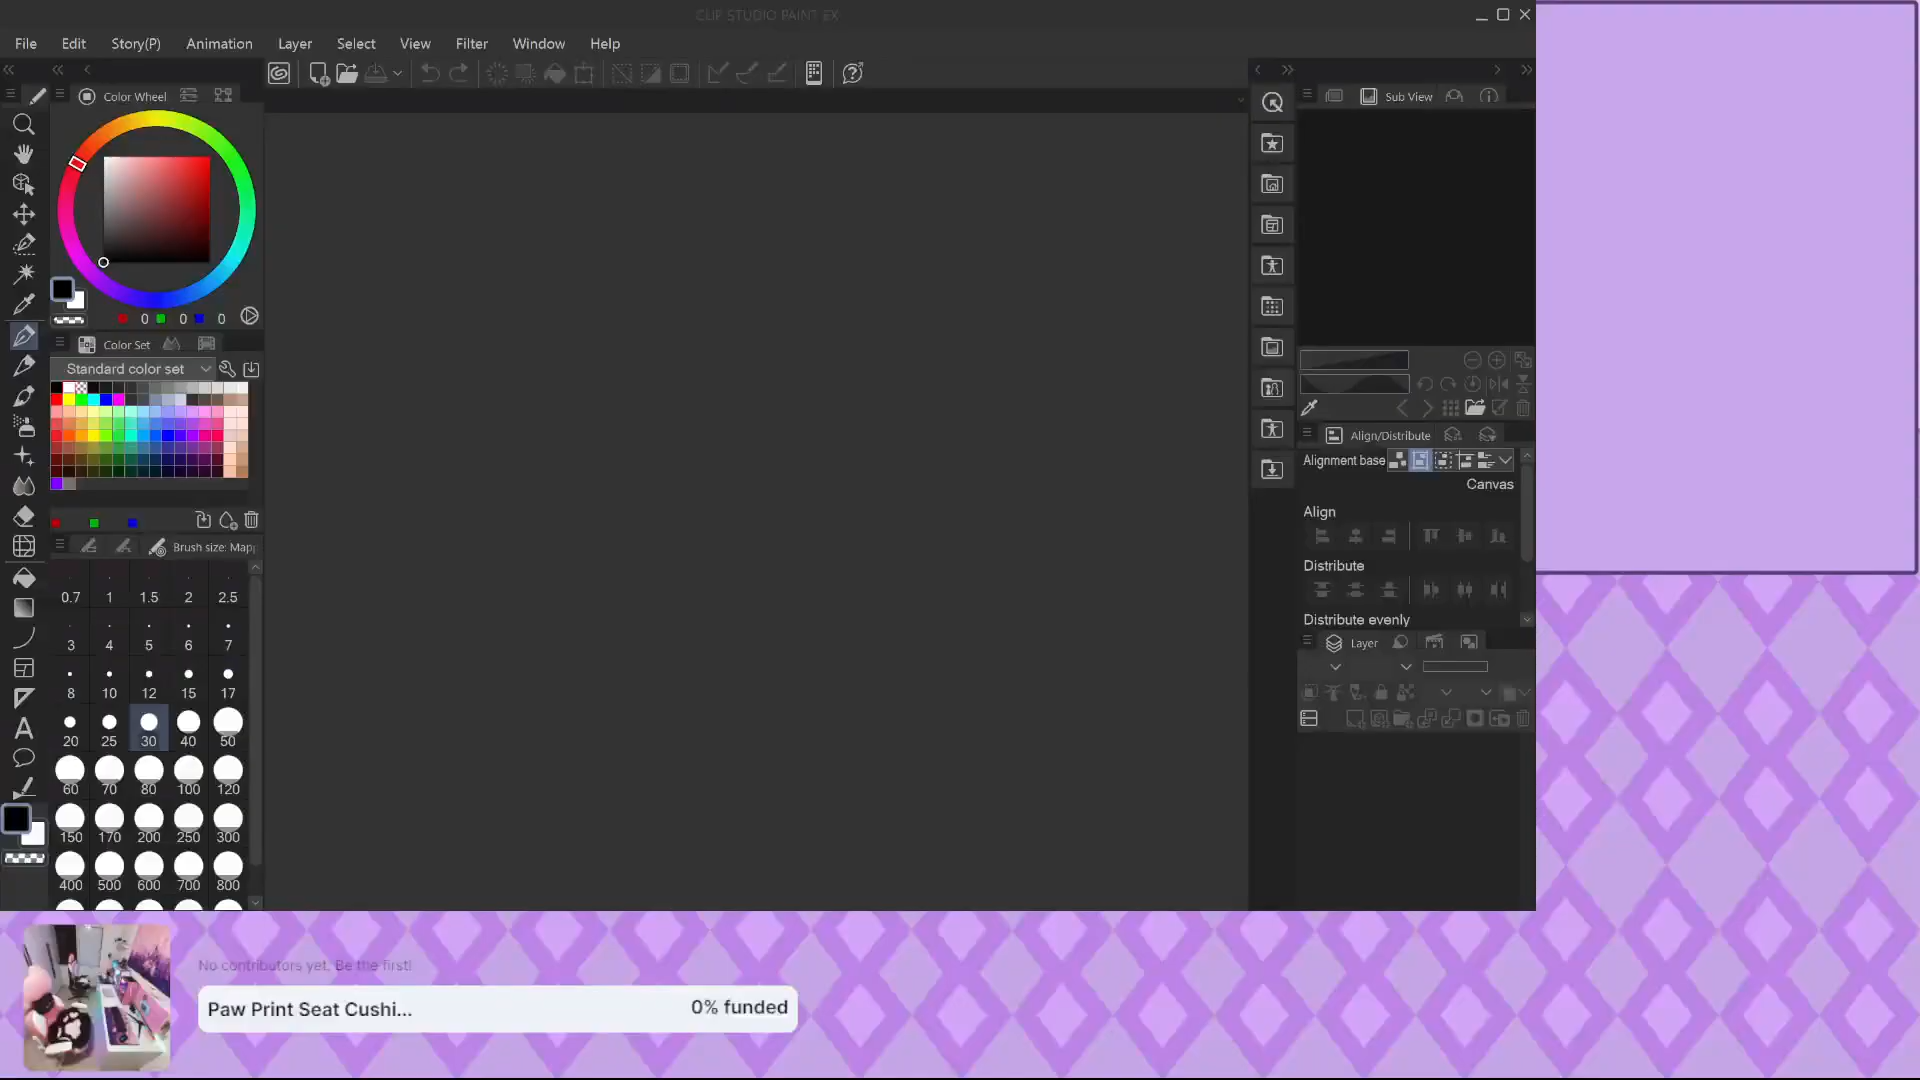 CLIP STUDIO PAINT EX
File Edit Story(P) Animation Layer Select View Filter Window Help
Color Wheel
0 0 0
Color Set
Standard color set
Brush size: Mapp
0.7 1 1.5 2 2.5
3 4 5 6 7
8 10 12 15 17
20 25 30 40 50
60 70 80 100 120
150 170 200 250 300
400 500 600 700 800
Sub View
Align/Distribute
Alignment base
Canvas
Align
Distribute
Distribute evenly
Layer
No contributors yet. Be the first!
Paw Print Seat Cushi... 0% funded